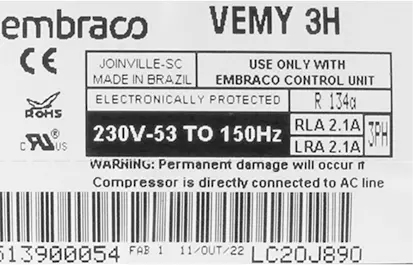 embraco VEMY 3H
CE
JOINVILLE-SC
MADE IN BRAZIL
USE ONLY WITH
EMBRACO CONTROL UNIT
ELECTRONICALLY PROTECTED
R 134a
RoHS
230V-53 TO 150Hz
RLA 2.1A
LRA 2.1A
3PH
C US
WARNING: Permanent damage will occur if
Compressor is directly connected to AC line
513900054 FAB 1 11/OUT/22 LC20J890